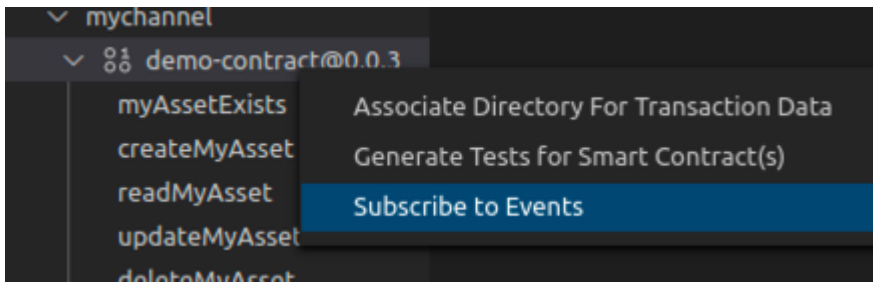 mychannel
demo-contract@0.0.3
myAssetExists
Associate Directory For Transaction Data
createMyAsset
Generate Tests for Smart Contract(s)
readMyAsset
Subscribe to Events
updateMyAsset
deleteMyAsset